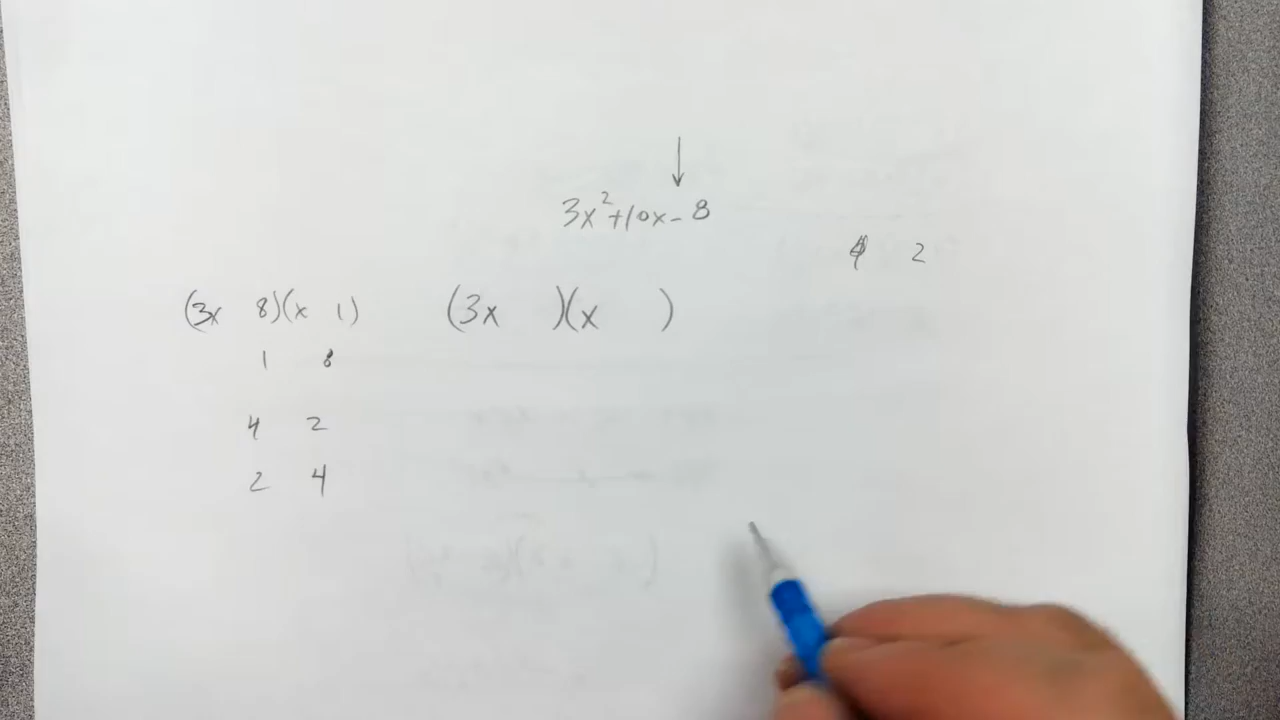 3x²+10x-8
4 2
(3x 8)(x 1) (3x )(x )
1 8
4 2
2 4